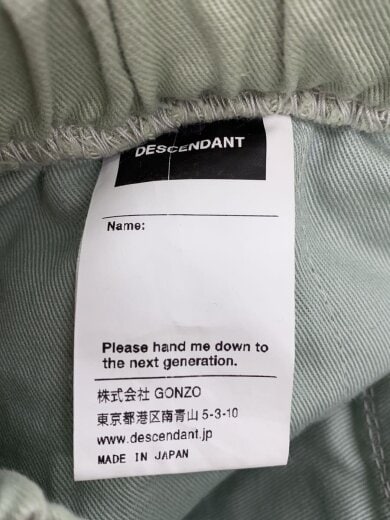 DESCENDANT
Name:
Please hand me down to
the next generation.
株式会社 GONZO
東京都港区南青山 5-3-10
www.descendant.jp
MADE IN JAPAN